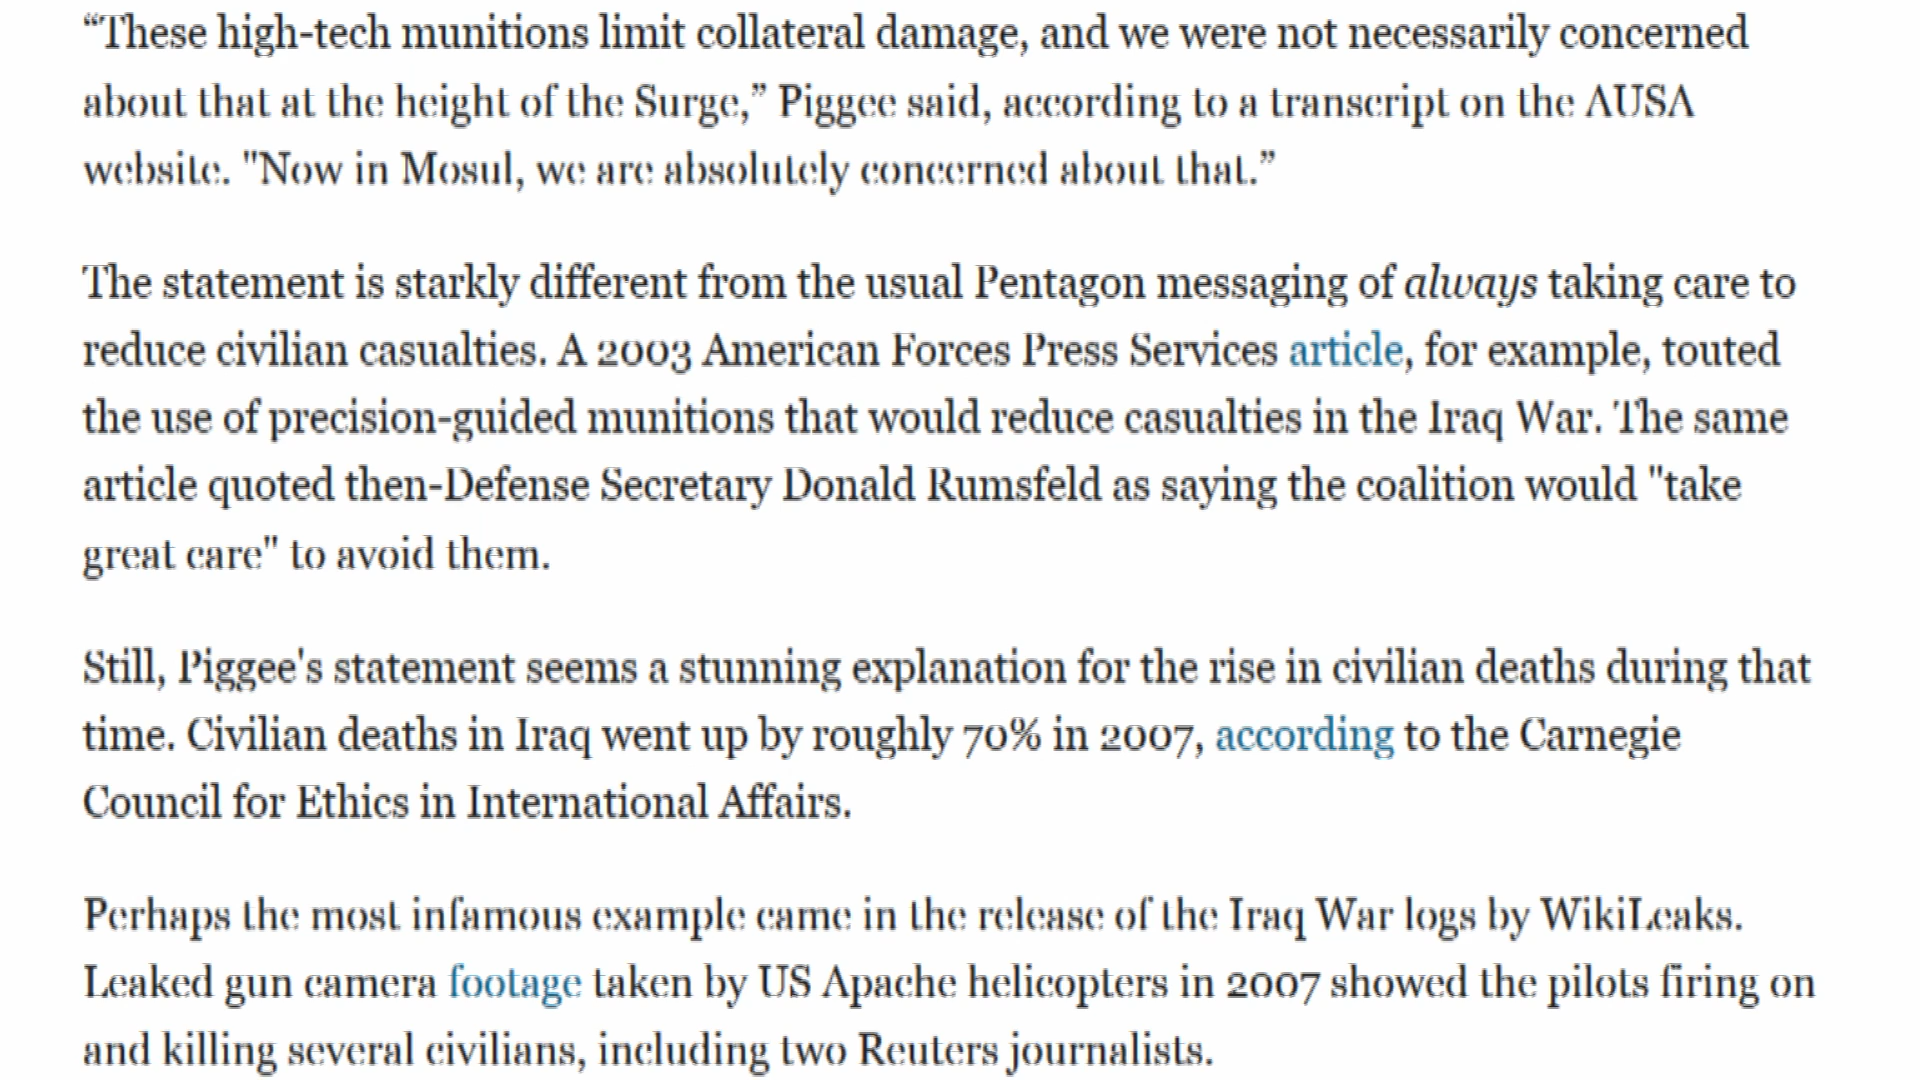 “These high-tech munitions limit collateral damage, and we were not necessarily concerned
about that at the height of the Surge,” Piggee said, according to a transcript on the AUSA
website. "Now in Mosul, we are absolutely concerned about that.”
The statement is starkly different from the usual Pentagon messaging of always taking care to
reduce civilian casualties. A 2003 American Forces Press Services article, for example, touted
the use of precision-guided munitions that would reduce casualties in the Iraq War. The same
article quoted then-Defense Secretary Donald Rumsfeld as saying the coalition would "take
great care" to avoid them.
Still, Piggee's statement seems a stunning explanation for the rise in civilian deaths during that
time. Civilian deaths in Iraq went up by roughly 70% in 2007, according to the Carnegie
Council for Ethics in International Affairs.
Perhaps the most infamous example came in the release of the Iraq War logs by WikiLeaks.
Leaked gun camera footage taken by US Apache helicopters in 2007 showed the pilots firing on
and killing several civilians, including two Reuters journalists.